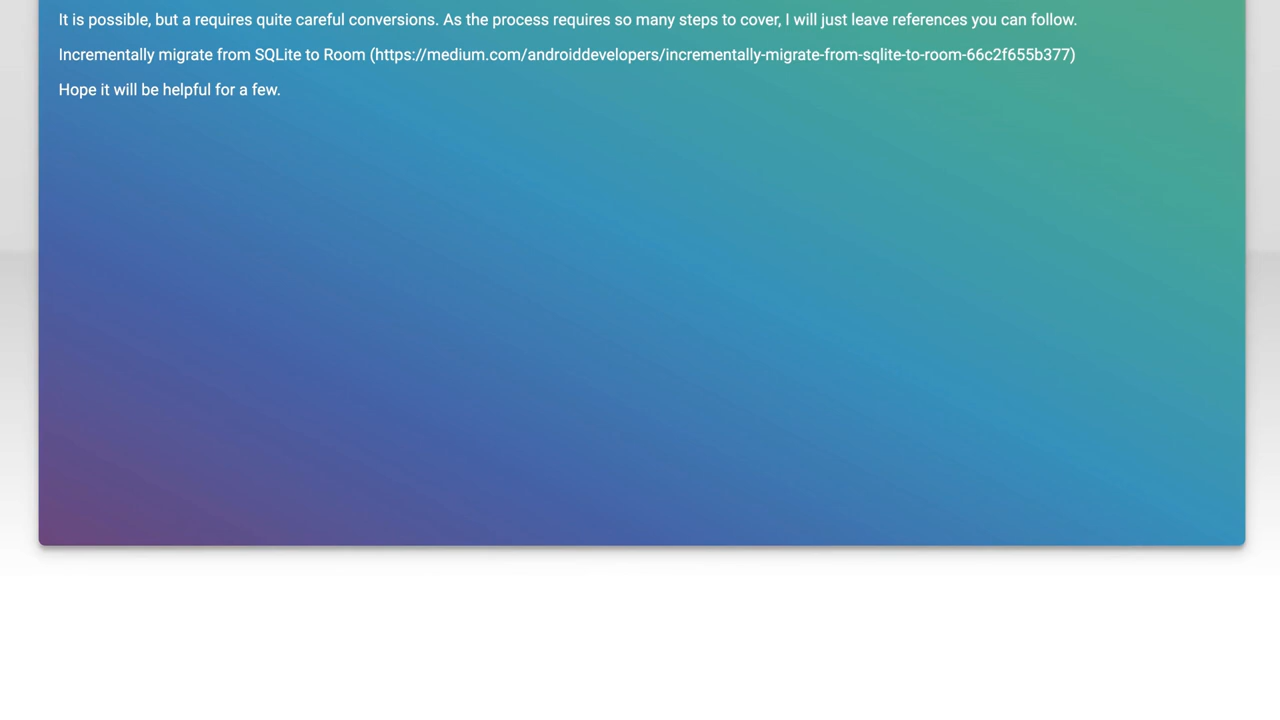 It is possible, but a requires quite careful conversions. As the process requires so many steps to cover, I will just leave references you can follow.
Incrementally migrate from SQLite to Room (https://medium.com/androiddevelopers/incrementally-migrate-from-sqlite-to-room-66c2f655b377)
Hope it will be helpful for a few.